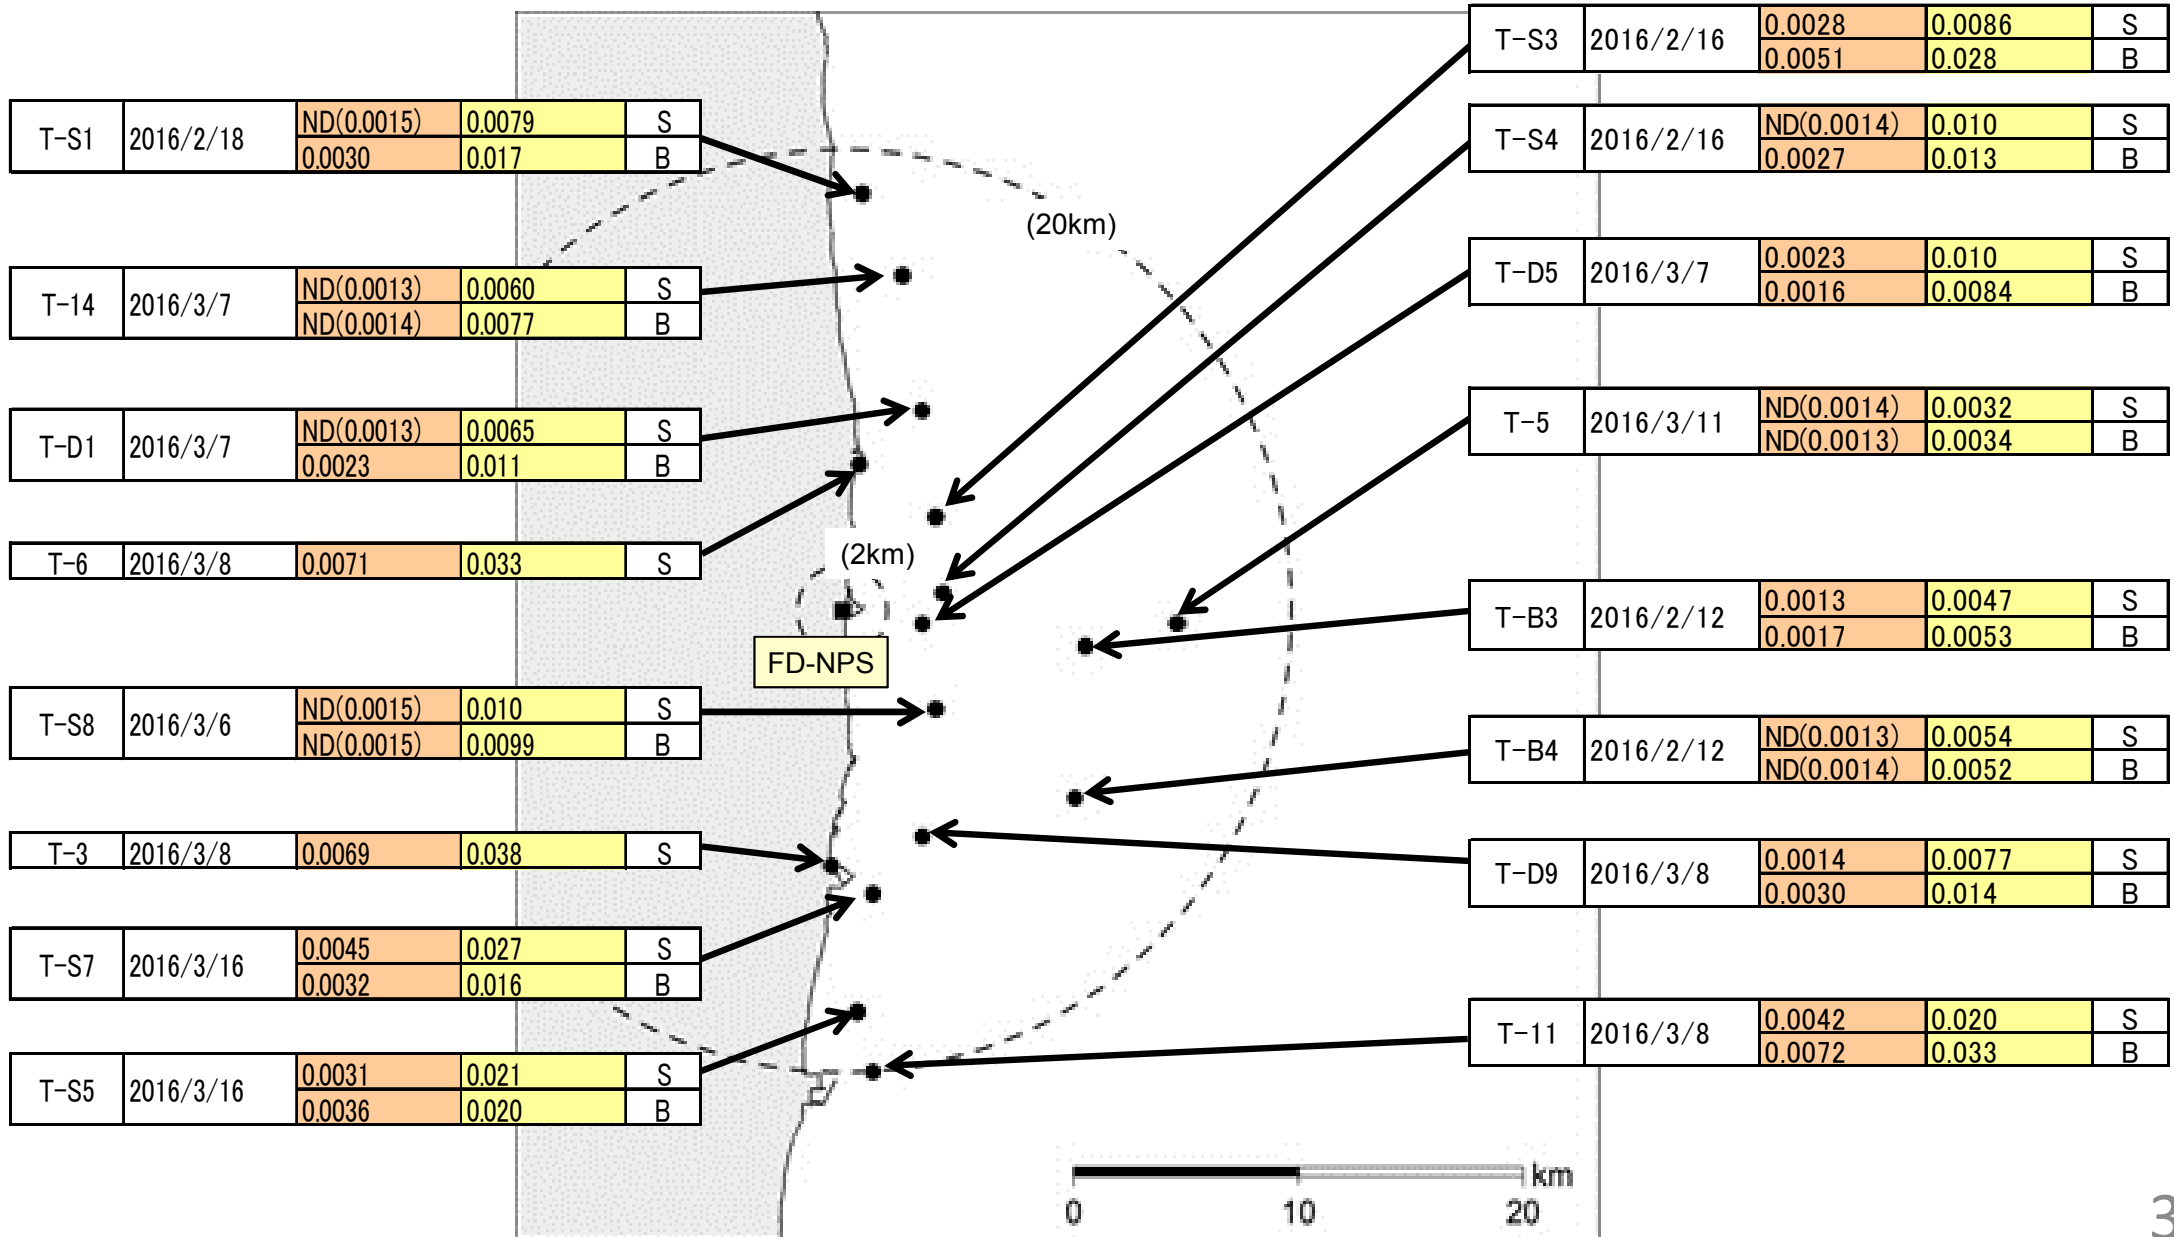 T-S1 2016/2/18 ND(0.0015) 0.0079 S
0.0030 0.017 B
T-14 2016/3/7 ND(0.0013) 0.0060 S
ND(0.0014) 0.0077 B
T-D1 2016/3/7 ND(0.0013) 0.0065 S
0.0023 0.011 B
T-6 2016/3/8 0.0071 0.033 S
T-S8 2016/3/6 ND(0.0015) 0.010 S
ND(0.0015) 0.0099 B
T-3 2016/3/8 0.0069 0.038 S
T-S7 2016/3/16 0.0045 0.027 S
0.0032 0.016 B
T-S5 2016/3/16 0.0031 0.021 S
0.0036 0.020 B
(20km)
(2km)
FD-NPS
T-S3 2016/2/16 0.0028 0.0086 S
0.0051 0.028 B
T-S4 2016/2/16 ND(0.0014) 0.010 S
0.0027 0.013 B
T-D5 2016/3/7 0.0023 0.010 S
0.0016 0.0084 B
T-5 2016/3/11 ND(0.0014) 0.0032 S
ND(0.0013) 0.0034 B
T-B3 2016/2/12 0.0013 0.0047 S
0.0017 0.0053 B
T-B4 2016/2/12 ND(0.0013) 0.0054 S
ND(0.0014) 0.0052 B
T-D9 2016/3/8 0.0014 0.0077 S
0.0030 0.014 B
T-11 2016/3/8 0.0042 0.020 S
0.0072 0.033 B
km
0 10 20
3